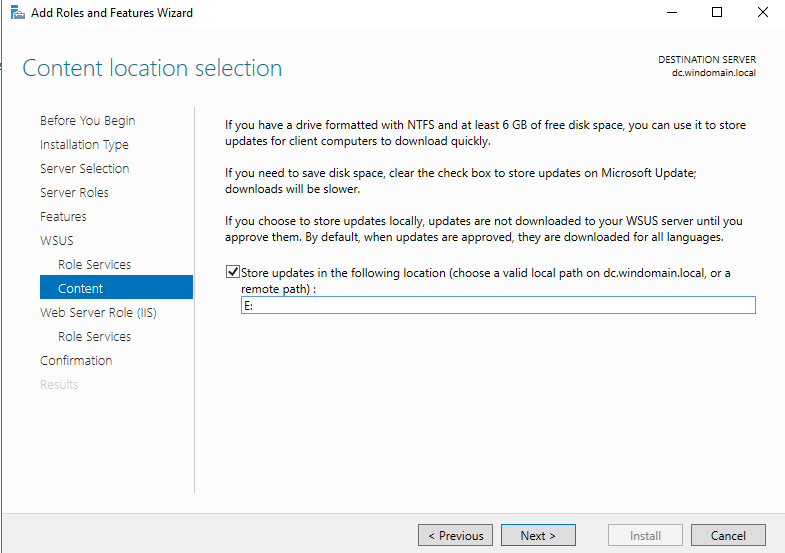 Add Roles and Features Wizard
Content location selection
DESTINATION SERVER
dc.windomain.local
Before You Begin
Installation Type
Server Selection
Server Roles
Features
WSUS
Role Services
Content
Web Server Role (IIS)
Role Services
Confirmation
Results
If you have a drive formatted with NTFS and at least 6 GB of free disk space, you can use it to store
updates for client computers to download quickly.
If you need to save disk space, clear the check box to store updates on Microsoft Update;
downloads will be slower.
If you choose to store updates locally, updates are not downloaded to your WSUS server until you
approve them. By default, when updates are approved, they are downloaded for all languages.
Store updates in the following location (choose a valid local path on dc.windomain.local, or a
remote path) :
E:
< Previous
Next >
Install
Cancel